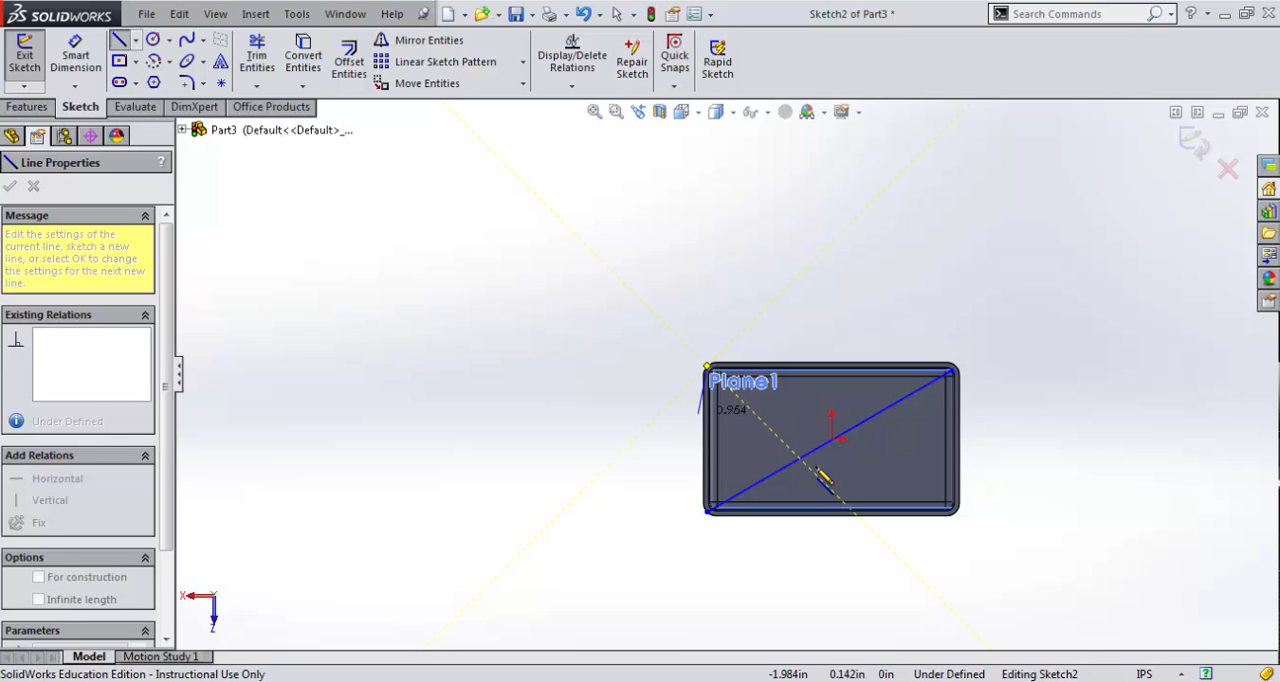 SOLIDWORKS File Edit View Insert Tools Window Help Sketch2 of Part3 * Search Commands
Exit Sketch
Smart Dimension
Trim Entities
Convert Entities
Offset Entities
Mirror Entities
Linear Sketch Pattern
Move Entities
Display/Delete Relations
Repair Sketch
Quick Snaps
Rapid Sketch
Features Sketch Evaluate DimXpert Office Products
Part3 (Default<<Default>_...
Line Properties ?
Message
Edit the settings of the
current line, sketch a new
line, or select OK to change
the settings for the next new
line.
Existing Relations
Under Defined
Add Relations
Horizontal
Vertical
Fix
Options
For construction
Infinite length
Parameters
Plane1
0.954
X
Z
Model Motion Study 1
SolidWorks Education Edition - Instructional Use Only -1.984in 0.142in 0in Under Defined Editing Sketch2 IPS ?